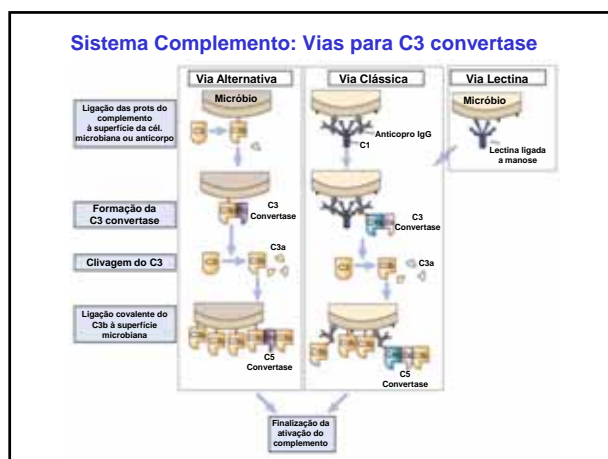 Sistema Complemento: Vias para C3 convertase
Via Alternativa
Via Clássica
Via Lectina
Ligação das prots do
complemento
à superfície da cél.
microbiana ou anticorpo
Micróbio
Anticopro IgG
C1
Micróbio
Lectina ligada
a manose
Formação da
C3 convertase
C3
Convertase
C3
Convertase
Clivagem do C3
C3a
C3a
Ligação covalente do
C3b à superfície
microbiana
C5
Convertase
C5
Convertase
Finalização da
ativação do
complemento